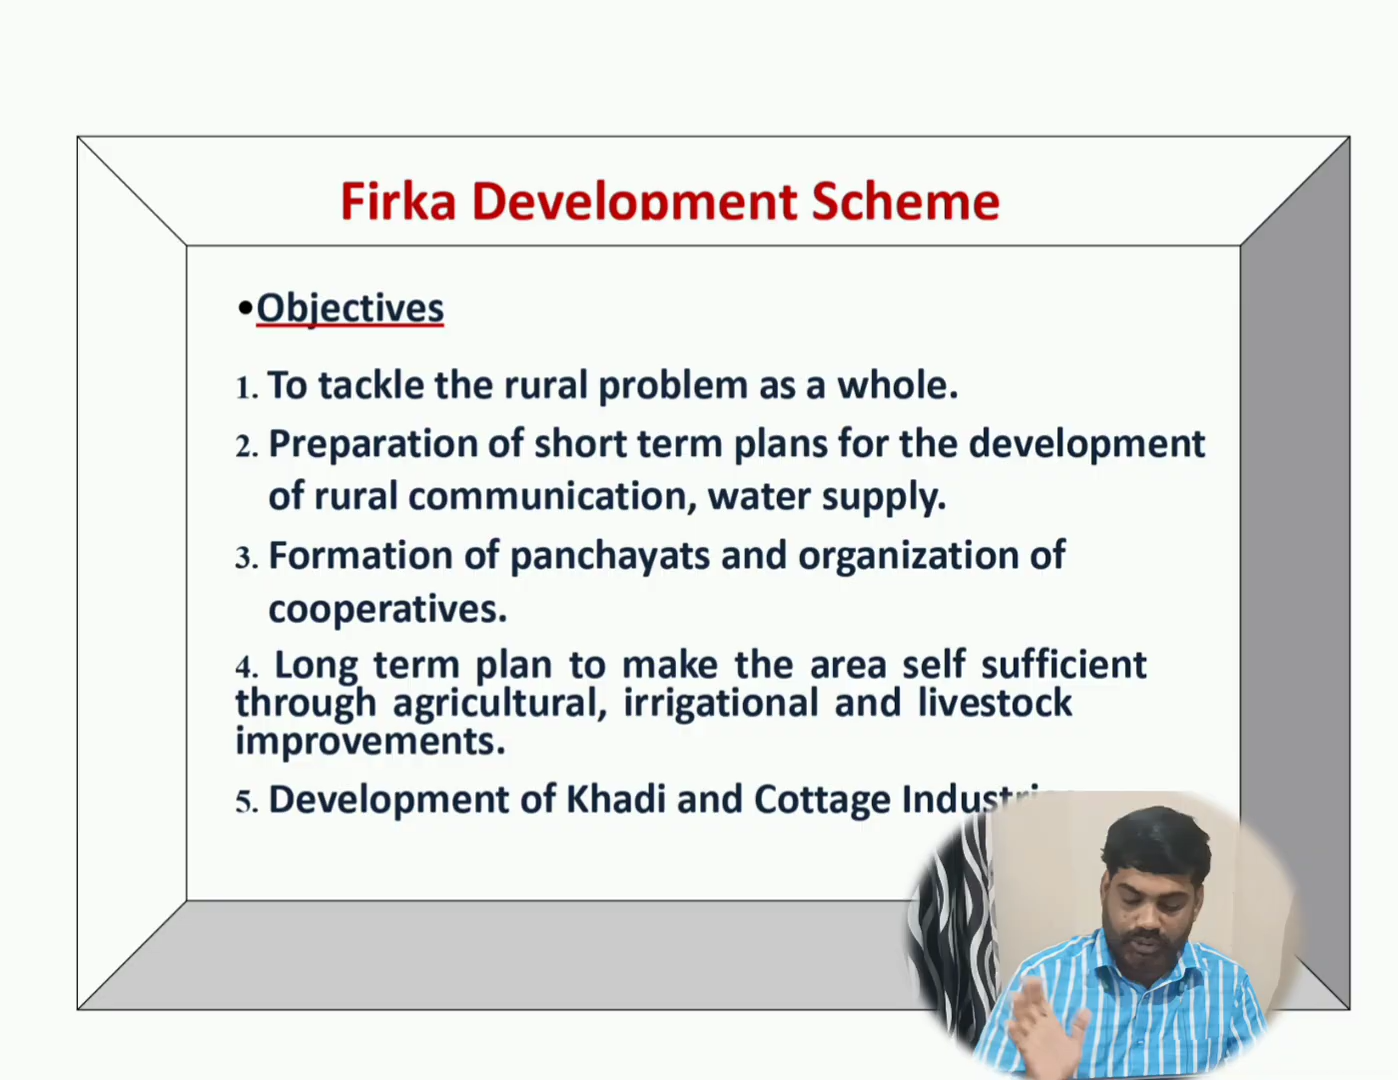 Firka Development Scheme
•Objectives
1. To tackle the rural problem as a whole.
2. Preparation of short term plans for the development
of rural communication, water supply.
3. Formation of panchayats and organization of
cooperatives.
4. Long term plan to make the area self sufficient
through agricultural, irrigational and livestock
improvements.
5. Development of Khadi and Cottage